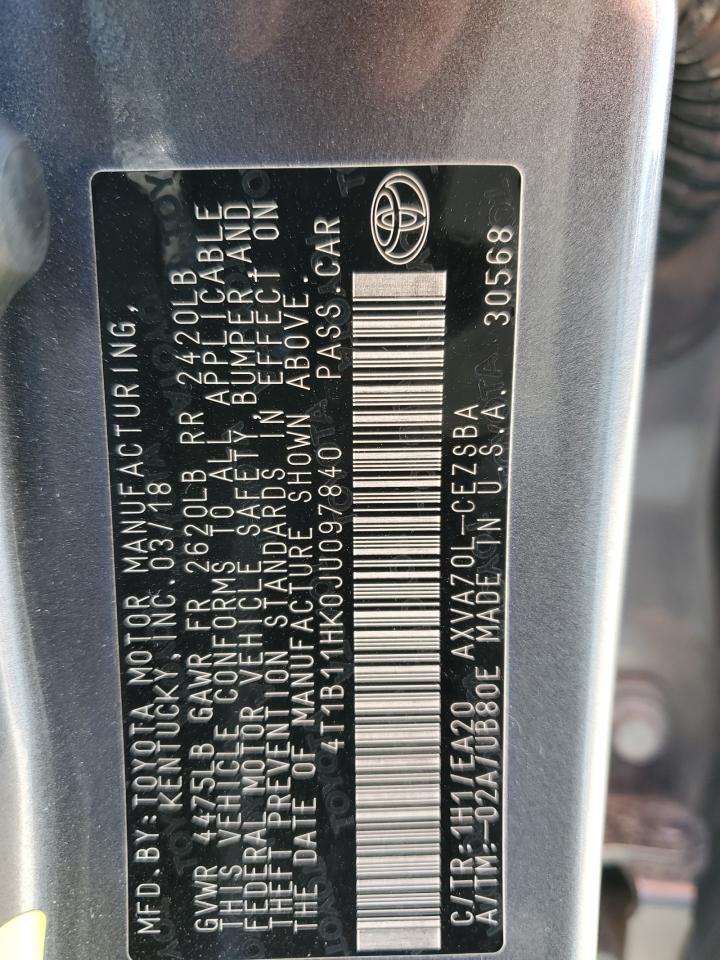 MFD. BY: TOYOTA MOTOR MANUFACTURING,
KENTUCKY, INC. 03/18
GVWR 4475LB GAWR FR 2620LB RR 2420LB
THIS VEHICLE CONFORMS TO ALL APPLICABLE
FEDERAL MOTOR VEHICLE SAFETY, BUMPER, AND
THEFT PREVENTION STANDARDS IN EFFECT ON
THE DATE OF MANUFACTURE SHOWN ABOVE.
4T1B11HK0JU097840 PASS. CAR
C/TR: 1H1/EA20 AXVA70L-CEZSBA
A/TM: -02A/UB80E MADE IN U.S.A. 30568